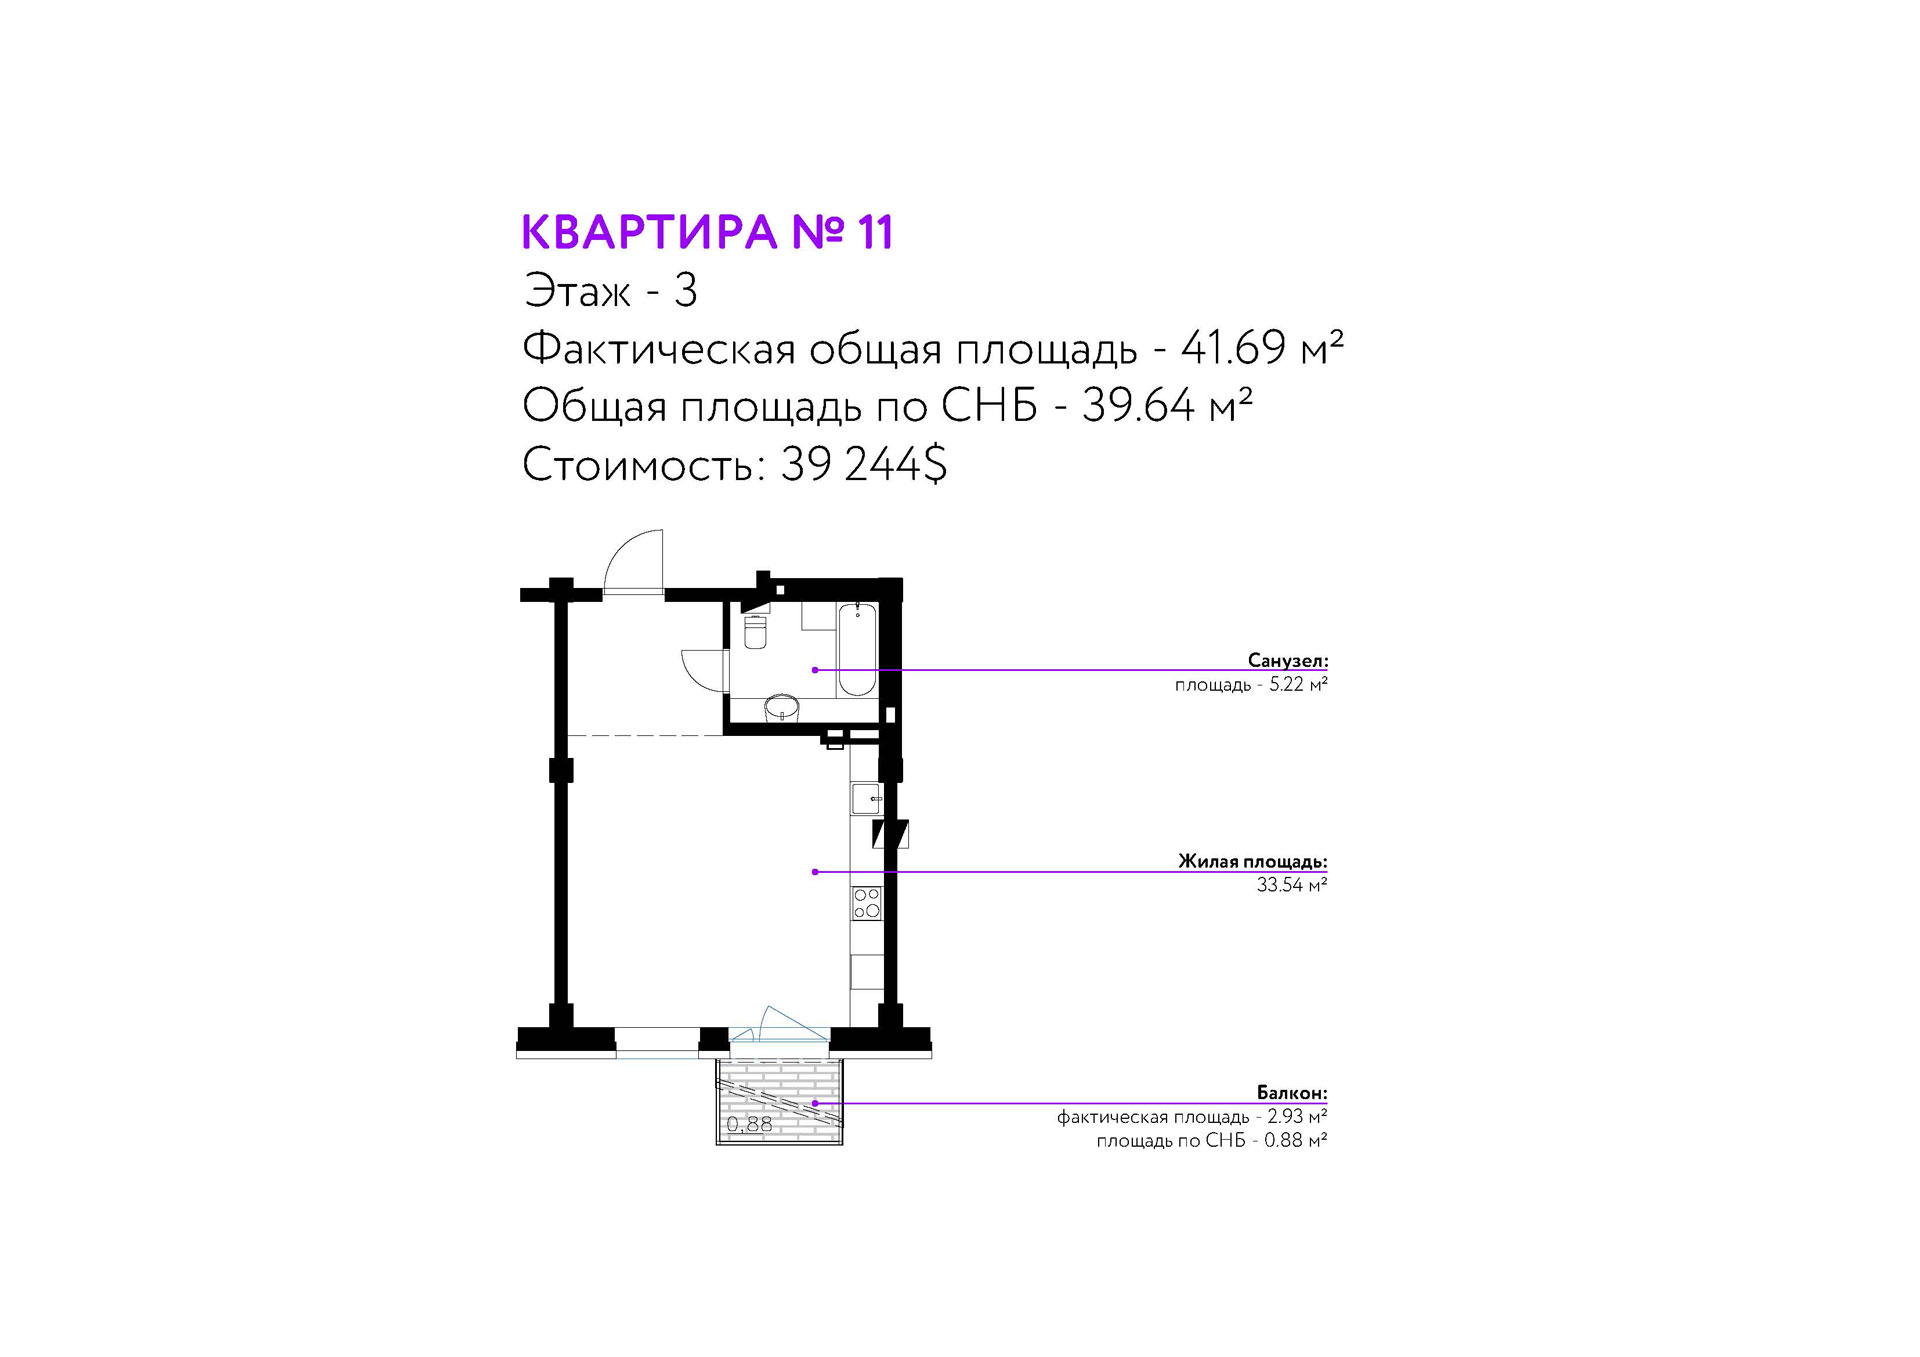 КВАРТИРА № 11
Этаж - 3
Фактическая общая площадь - 41.69 м²
Общая площадь по СНБ - 39.64 м²
Стоимость: 39 244$
Санузел:
площадь - 5.22 м²
Жилая площадь:
33.54 м²
Балкон:
фактическая площадь - 2.93 м²
площадь по СНБ - 0.88 м²
0,88